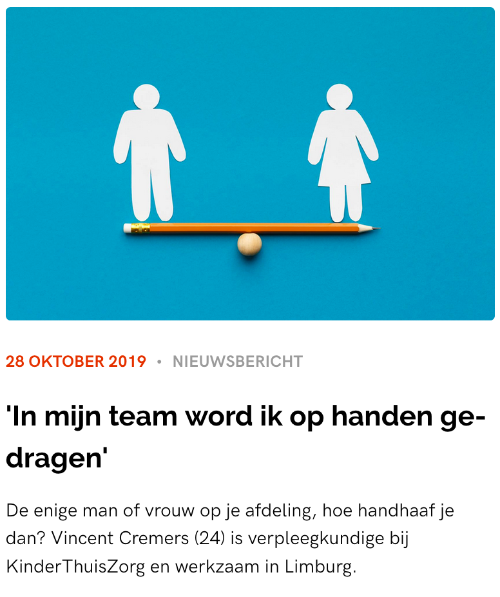 28 OKTOBER 2019 • NIEUWSBERICHT
'In mijn team word ik op handen ge-
dragen'
De enige man of vrouw op je afdeling, hoe handhaaf je
dan? Vincent Cremers (24) is verpleegkundige bij
KinderThuisZorg en werkzaam in Limburg.